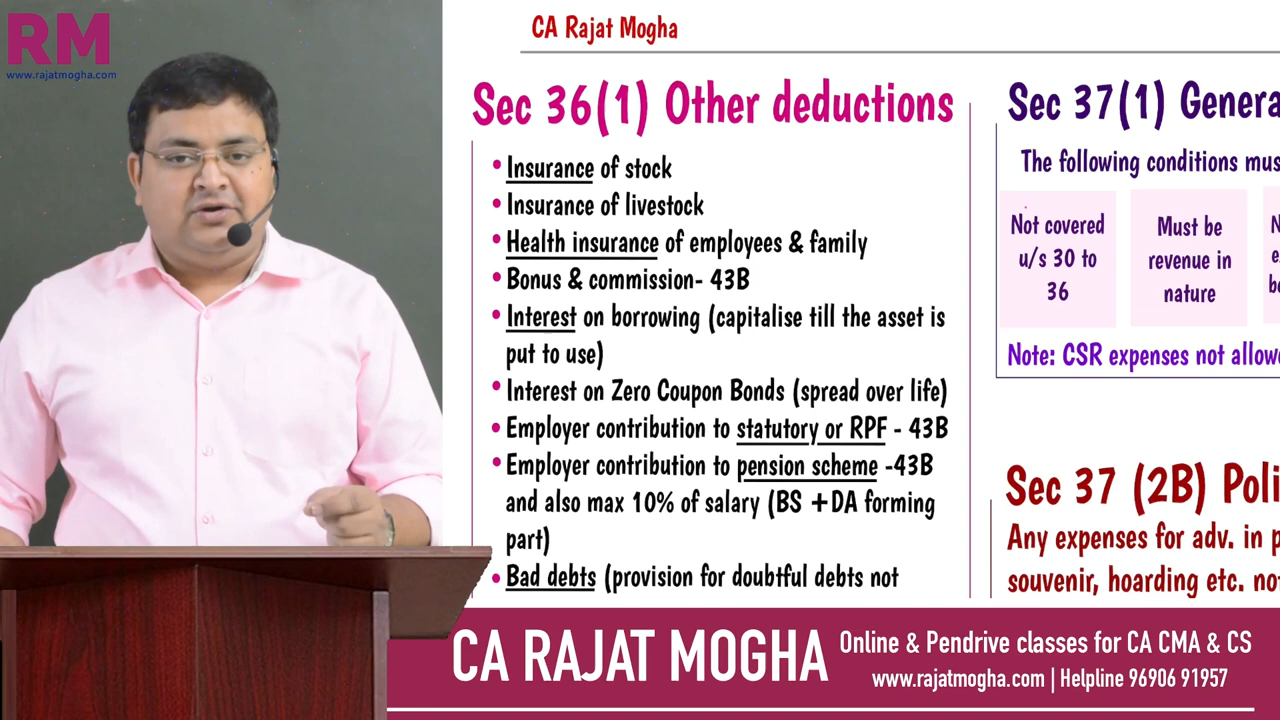 RM
www.rajatmogha.com
CA Rajat Mogha
Sec 36(1) Other deductions
• Insurance of stock
• Insurance of livestock
• Health insurance of employees & family
• Bonus & commission- 43B
• Interest on borrowing (capitalise till the asset is
put to use)
• Interest on Zero Coupon Bonds (spread over life)
• Employer contribution to statutory or RPF - 43B
• Employer contribution to pension scheme -43B
and also max 10% of salary (BS +DA forming
part)
• Bad debts (provision for doubtful debts not
Sec 37(1) Genera
The following conditions mus
Not covered
u/s 30 to
36
Must be
revenue in
nature
Note: CSR expenses not allow
Sec 37 (2B) Poli
Any expenses for adv. in p
souvenir, hoarding etc. no
CA RAJAT MOGHA
Online & Pendrive classes for CA CMA & CS
www.rajatmogha.com | Helpline 96906 91957